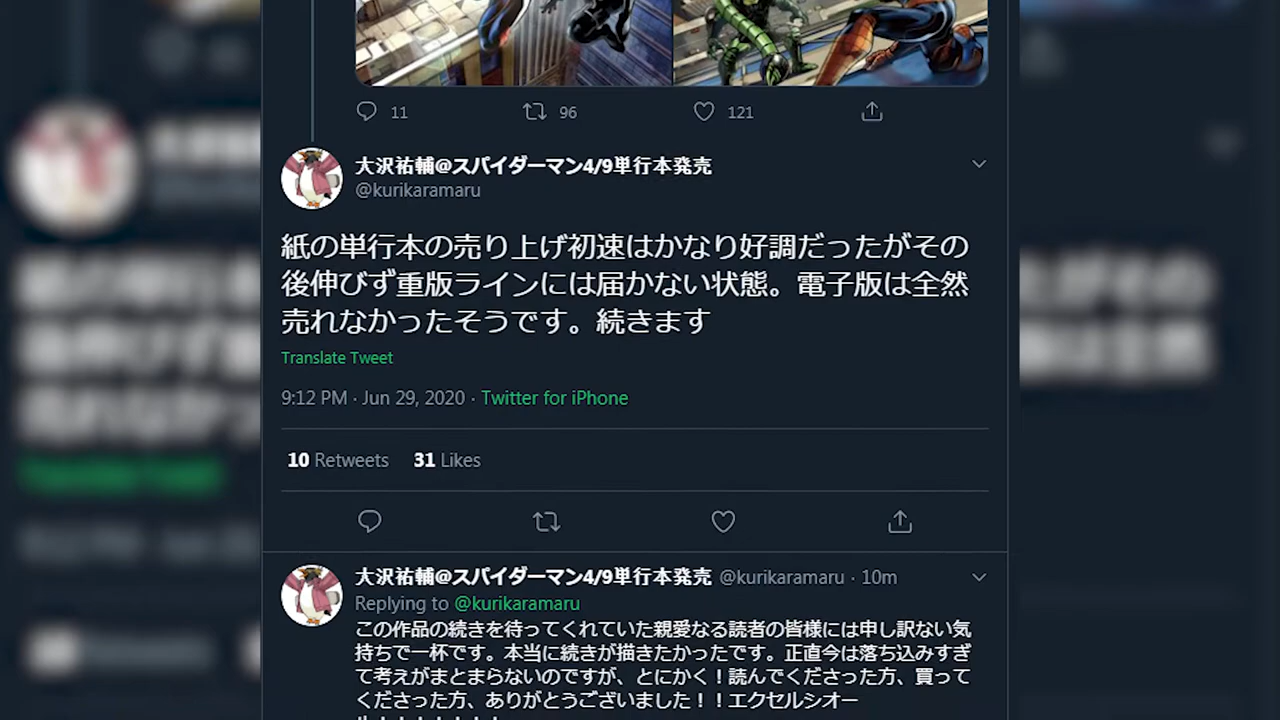 11 96 121
大沢祐輔@スパイダーマン4/9単行本発売
@kurikaramaru
紙の単行本の売り上げ初速はかなり好調だったがその
後伸びず重版ラインには届かない状態。電子版は全然
売れなかったそうです。続きます
Translate Tweet
9:12 PM · Jun 29, 2020 · Twitter for iPhone
10 Retweets 31 Likes
大沢祐輔@スパイダーマン4/9単行本発売 @kurikaramaru · 10m
Replying to @kurikaramaru
この作品の続きを待ってくれていた親愛なる読者の皆様には申し訳ない気
持ちで一杯です。本当に続きが描きたかったです。正直今は落ち込みすぎ
て考えがまとまらないのですが、とにかく！読んでくださった方、買って
くださった方、ありがとうございました！！エクセルシオー